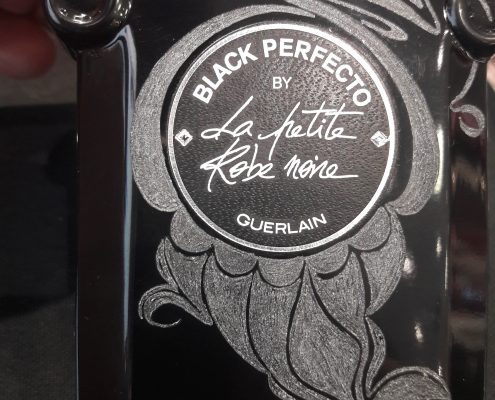 BLACK PERFECTO
BY
La petite
Robe noire
GUERLAIN